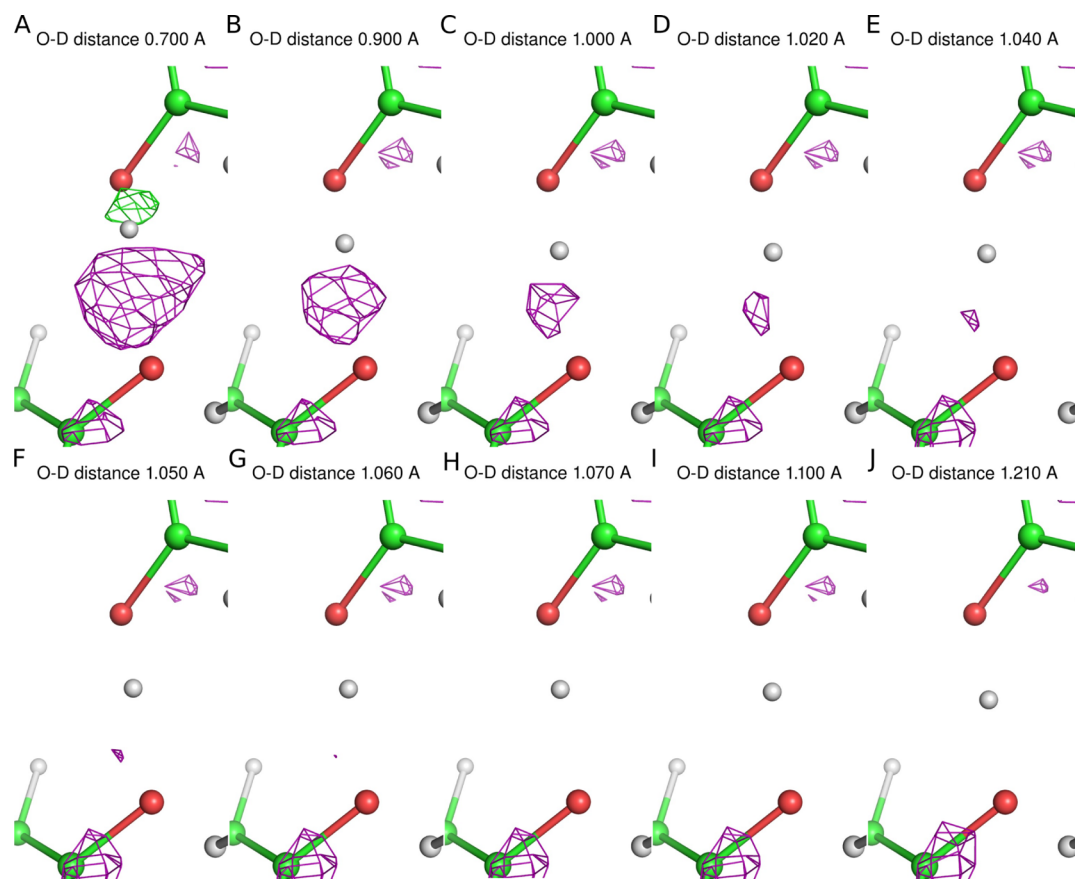 A O-D distance 0.700 A
B O-D distance 0.900 A
C O-D distance 1.000 A
D O-D distance 1.020 A
E O-D distance 1.040 A
F O-D distance 1.050 A
G O-D distance 1.060 A
H O-D distance 1.070 A
I O-D distance 1.100 A
J O-D distance 1.210 A